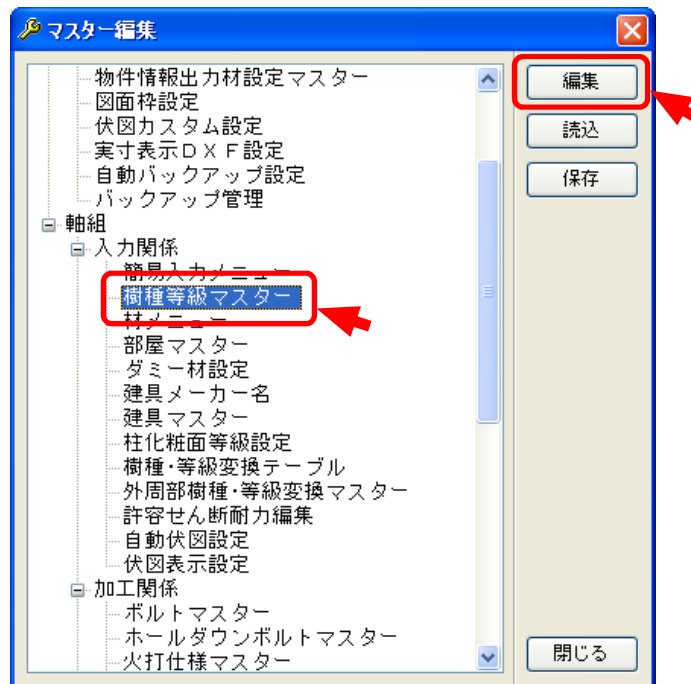 マスター編集
物件情報出力材設定マスター
図面枠設定
伏図カスタム設定
実寸表示ＤＸＦ設定
自動バックアップ設定
バックアップ管理
軸組
入力関係
簡易入力メニュー
樹種等級マスター
材メニュー
部屋マスター
ダミー材設定
建具メーカー名
建具マスター
柱化粧面等級設定
樹種･等級変換テーブル
外周部樹種･等級変換マスター
許容せん断耐力編集
自動伏図設定
伏図表示設定
加工関係
ボルトマスター
ホールダウンボルトマスター
火打仕様マスター
編集
読込
保存
閉じる